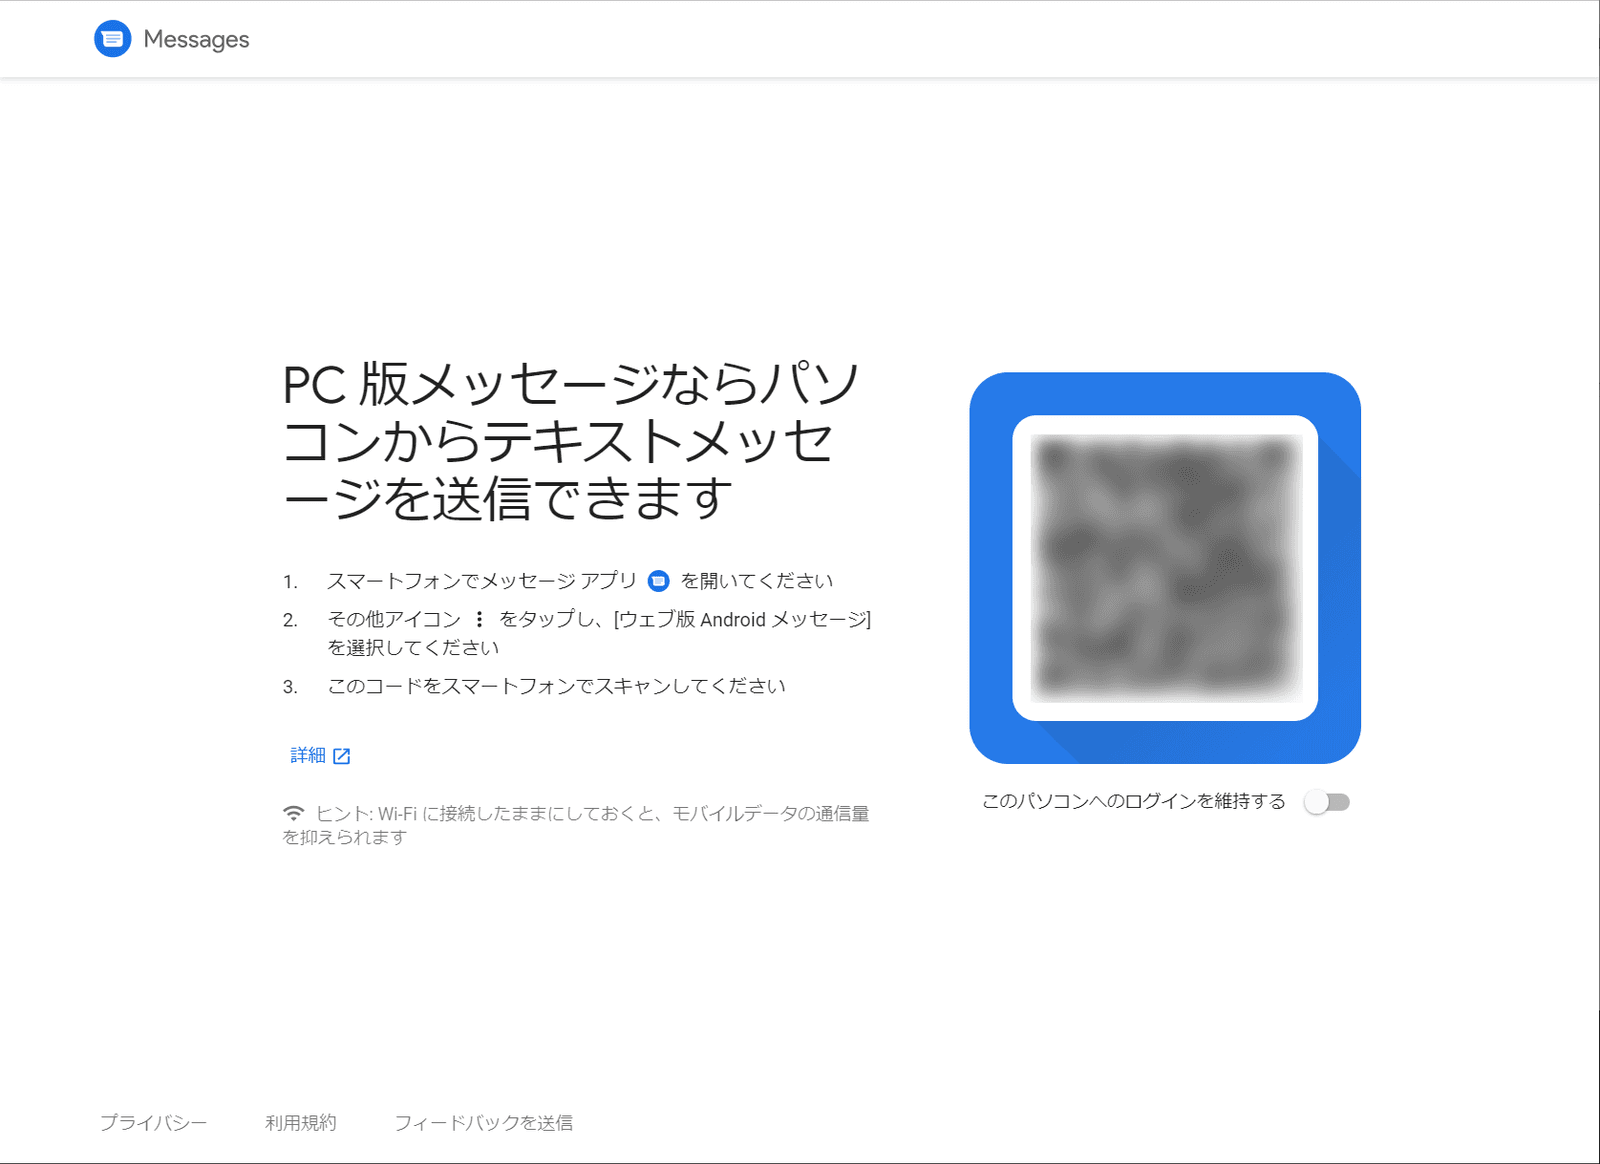 Messages
PC 版メッセージならパソ
コンからテキストメッセ
ージを送信できます
1. スマートフォンでメッセージ アプリ を開いてください
2. その他アイコン をタップし、[ウェブ版 Android メッセージ]
を選択してください
3. このコードをスマートフォンでスキャンしてください
詳細
ヒント: Wi-Fi に接続したままにしておくと、モバイルデータの通信量
を抑えられます
このパソコンへのログインを維持する
プライバシー 利用規約 フィードバックを送信